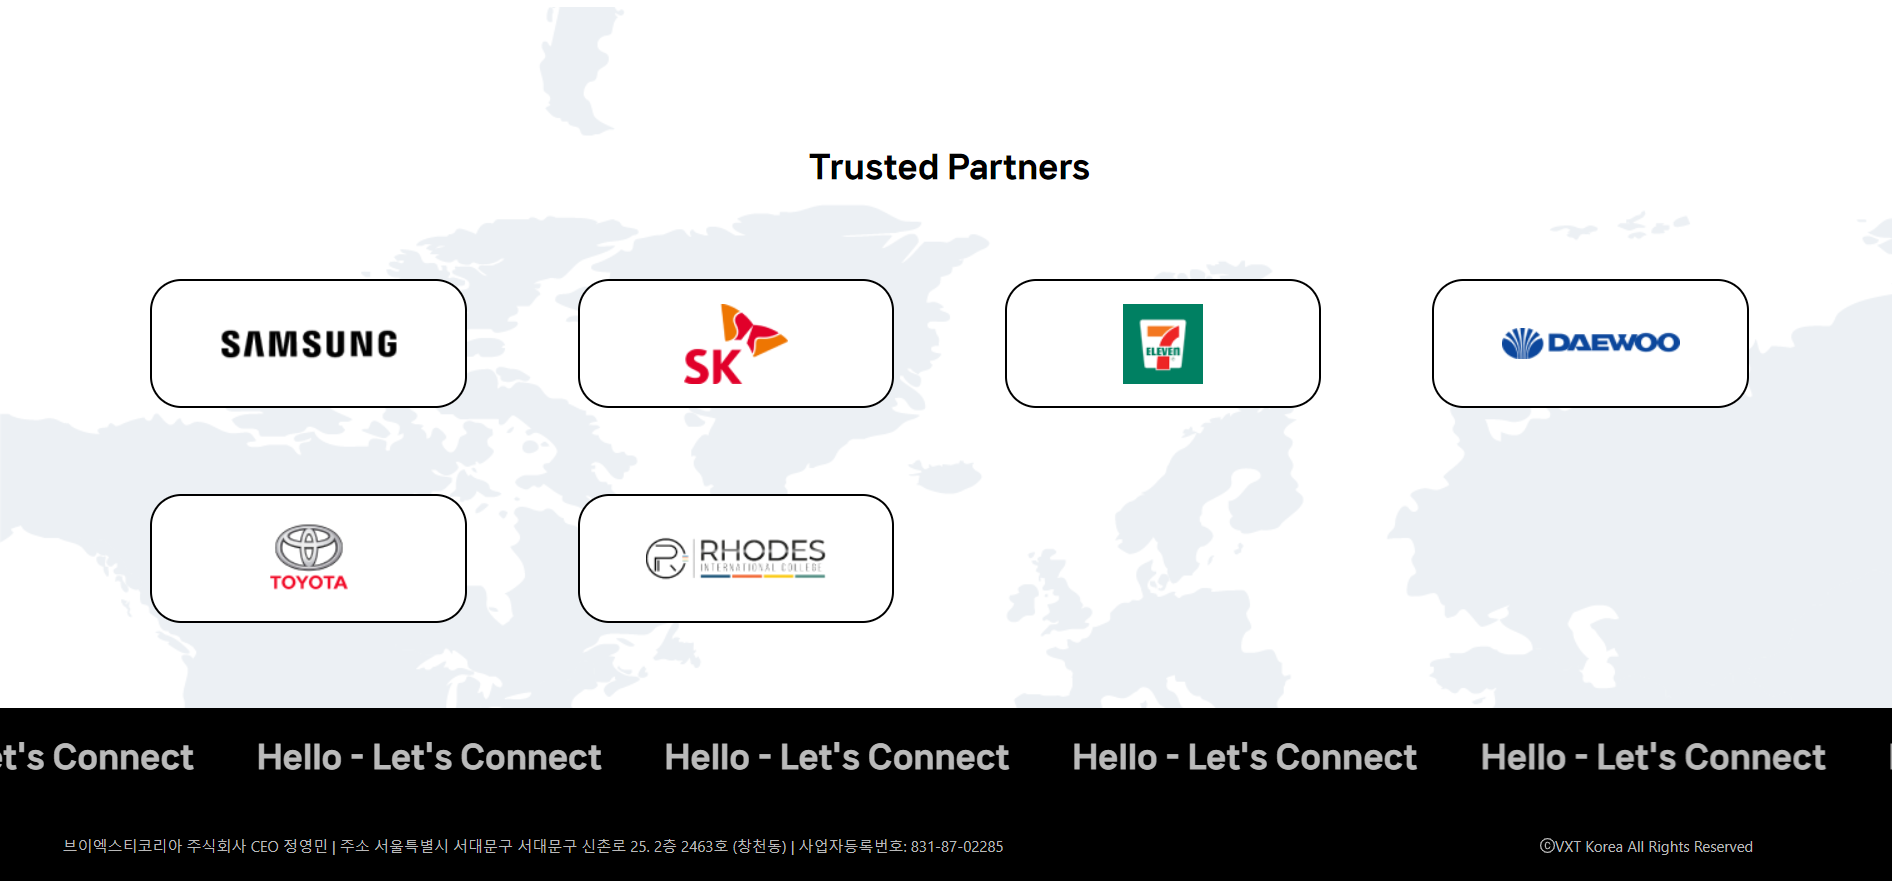 Trusted Partners
SAMSUNG
SK
7
ELEVEN
DAEWOO
TOYOTA
R
RHODES
INTERNATIONAL COLLEGE
et's Connect Hello - Let's Connect Hello - Let's Connect Hello - Let's Connect Hello - Let's Connect
브이엑스티코리아 주식회사 CEO 정영민 | 주소 서울특별시 서대문구 서대문구 신촌로 25. 2층 2463호 (창천동) | 사업자등록번호: 831-87-02285
ⓒVXT Korea All Rights Reserved